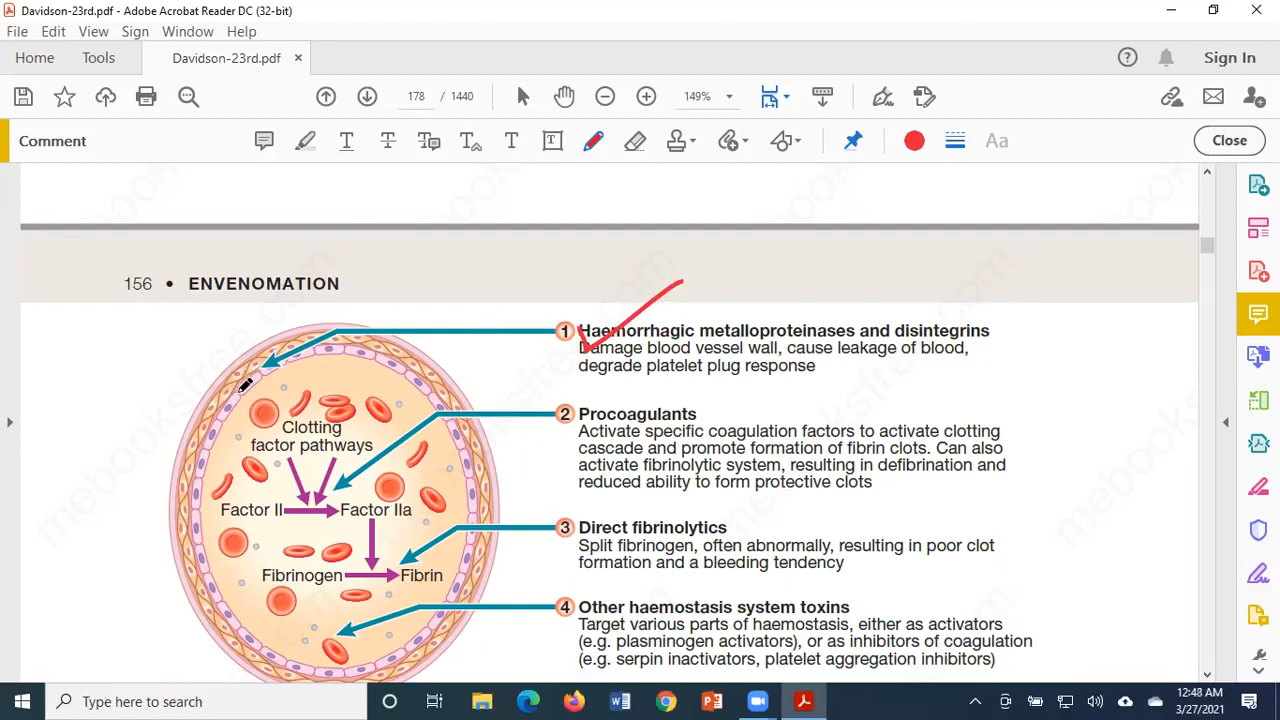 Davidson-23rd.pdf - Adobe Acrobat Reader DC (32-bit)
File Edit View Sign Window Help
Home Tools Davidson-23rd.pdf × Sign In
178 / 1440 149%
Comment T T T T T T Aa Close
156 • ENVENOMATION
1 Haemorrhagic metalloproteinases and disintegrins
Damage blood vessel wall, cause leakage of blood,
degrade platelet plug response
2 Procoagulants
Activate specific coagulation factors to activate clotting
cascade and promote formation of fibrin clots. Can also
activate fibrinolytic system, resulting in defibrination and
reduced ability to form protective clots
3 Direct fibrinolytics
Split fibrinogen, often abnormally, resulting in poor clot
formation and a bleeding tendency
4 Other haemostasis system toxins
Target various parts of haemostasis, either as activators
(e.g. plasminogen activators), or as inhibitors of coagulation
(e.g. serpin inactivators, platelet aggregation inhibitors)
Clotting
factor pathways
Factor II Factor IIa
Fibrinogen Fibrin
mebooksfree.com
Type here to search
12:48 AM
3/27/2021